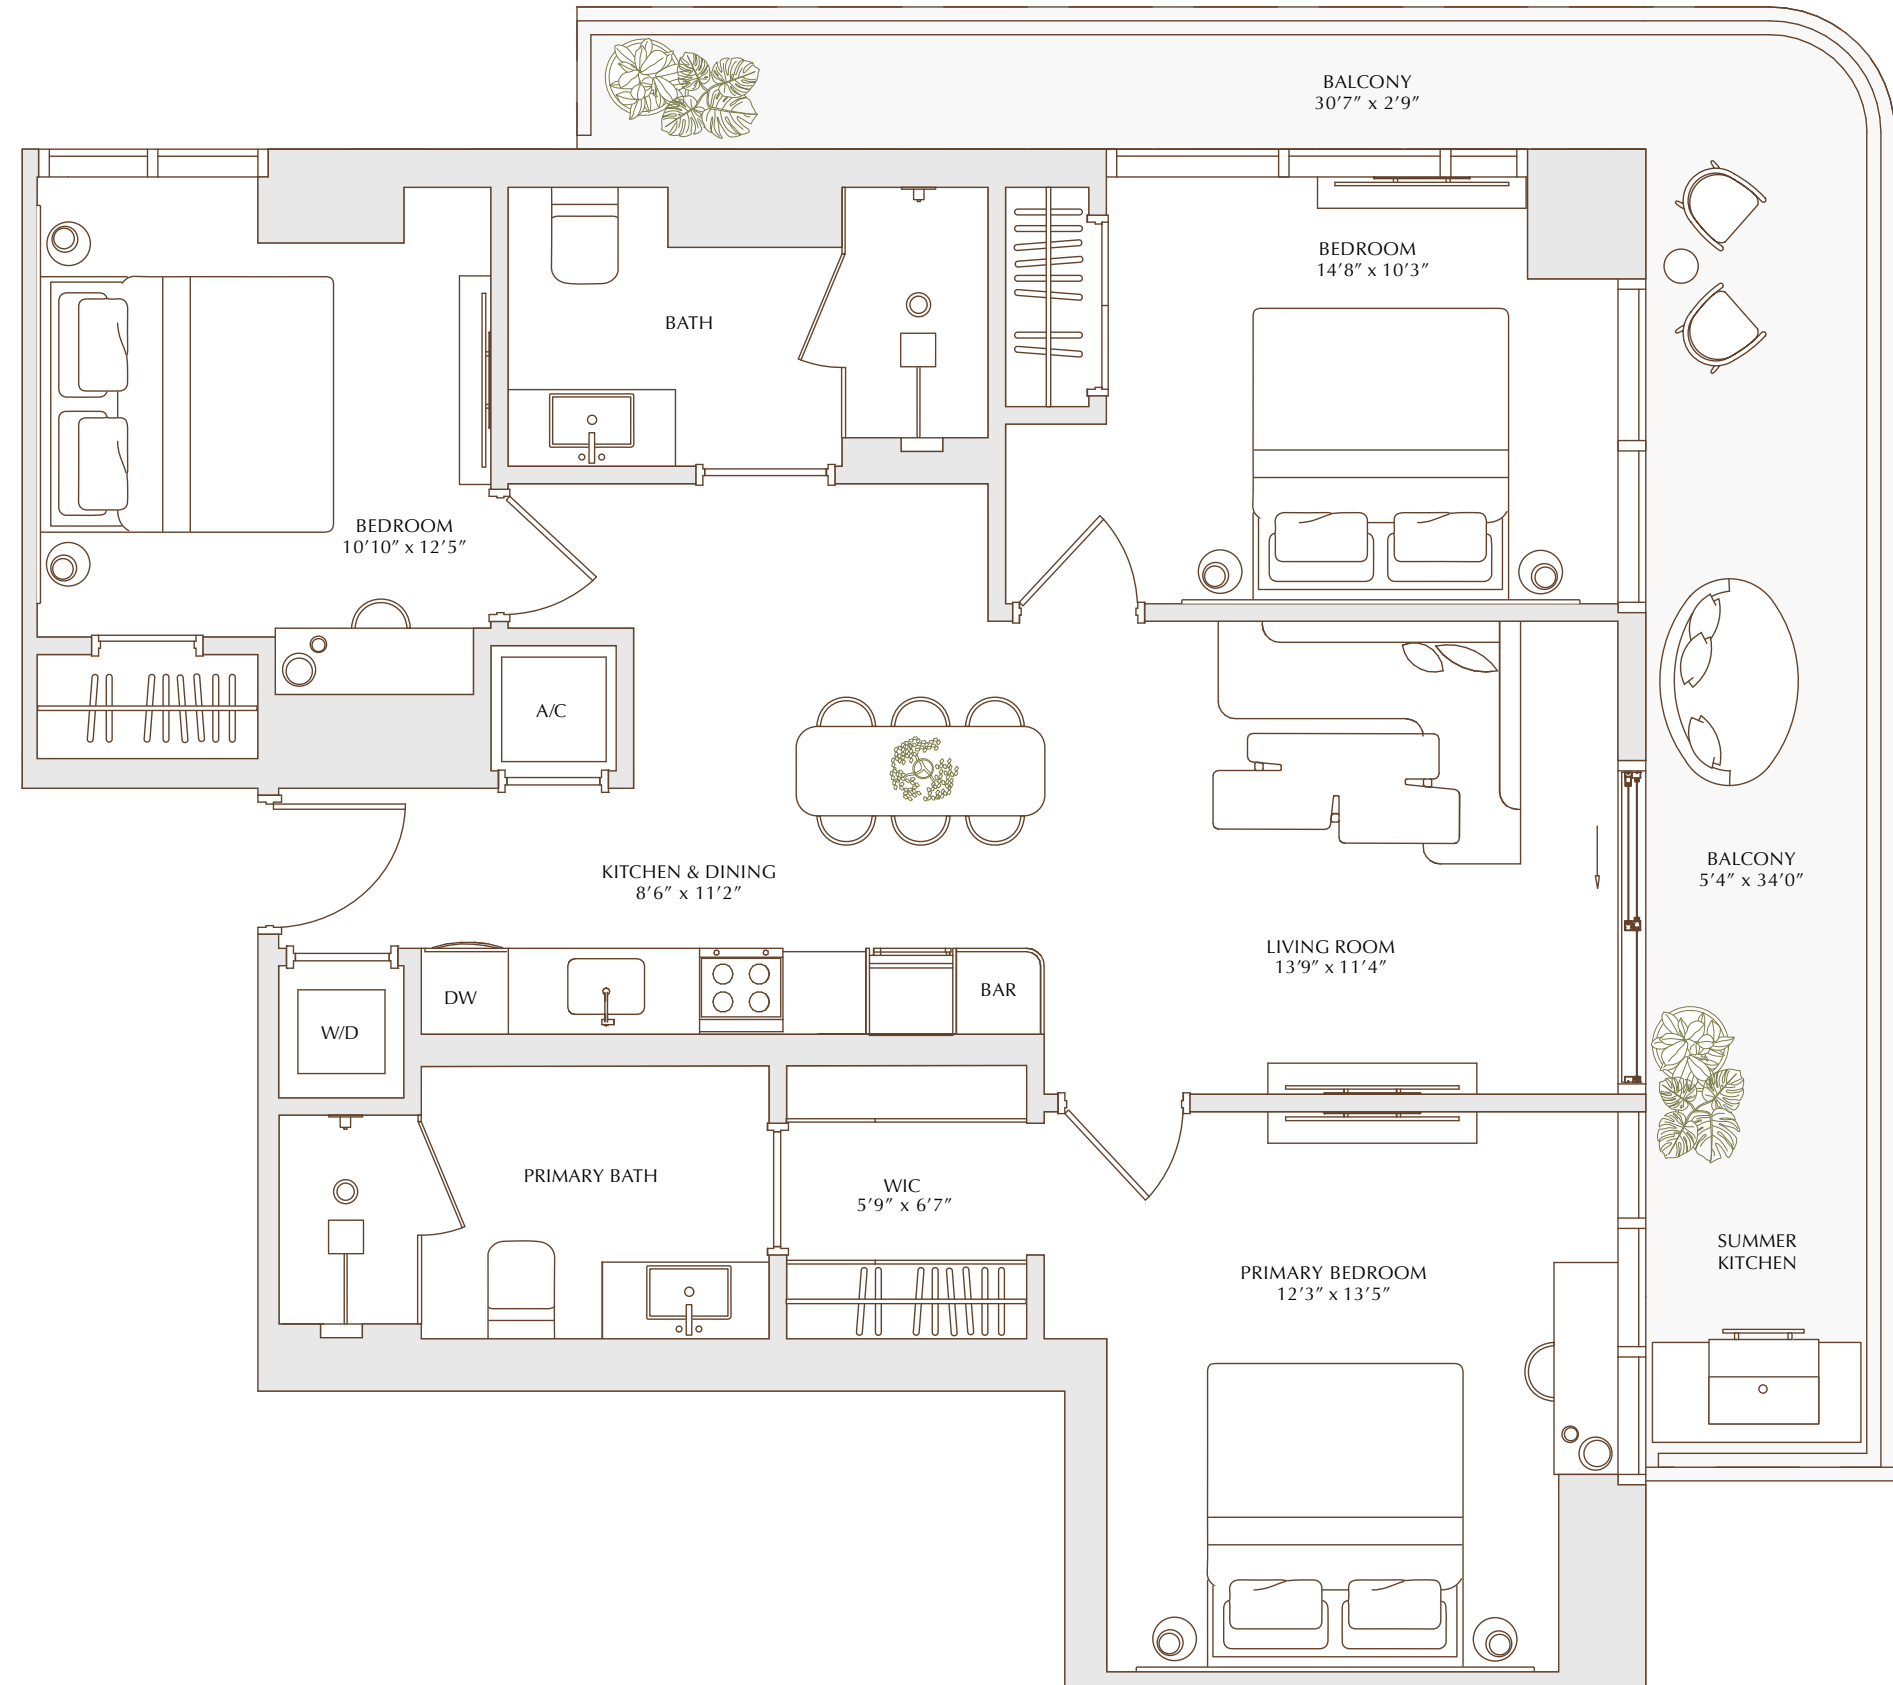 BALCONY
30’7” x 2’9”
BEDROOM
14’8” x 10’3”
BATH
BEDROOM
10’10” x 12’5”
A/C
KITCHEN & DINING
8’6” x 11’2”
BALCONY
5’4” x 34’0”
LIVING ROOM
13’9” x 11’4”
DW
BAR
W/D
PRIMARY BATH
WIC
5’9” x 6’7”
SUMMER
KITCHEN
PRIMARY BEDROOM
12’3” x 13’5”